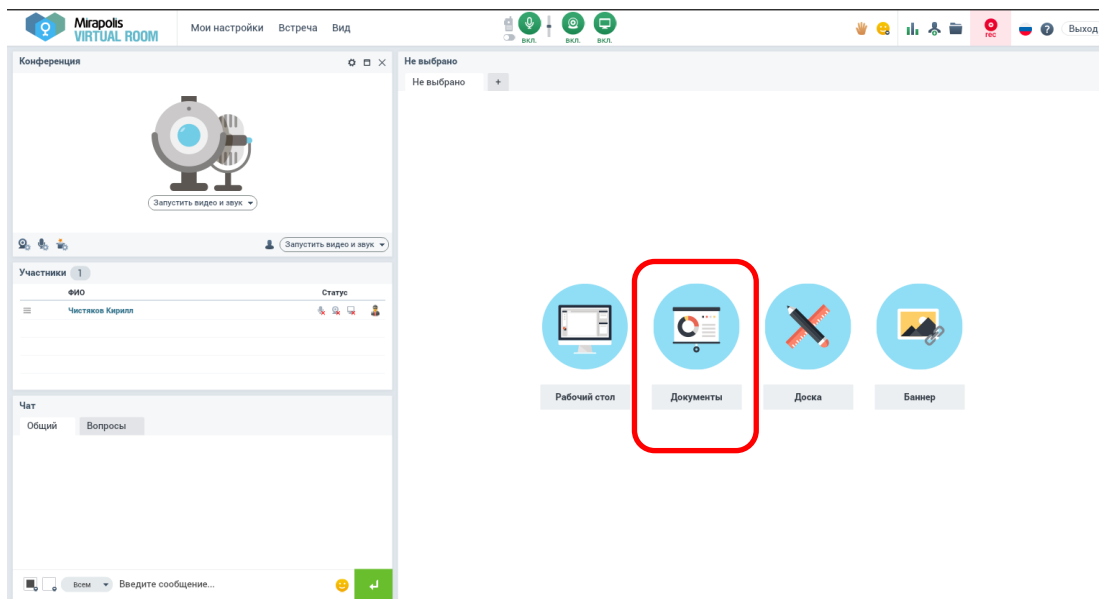 Mirapolis
VIRTUAL ROOM
Мои настройки Встреча Вид
вкл. вкл. вкл.
rec
?
Выход
Конференция
Запустить видео и звук
Запустить видео и звук
Участники 1
ФИО Статус
Чистяков Кирилл
Чат
Общий Вопросы
Всем Введите сообщение...
Не выбрано
Не выбрано +
Рабочий стол Документы Доска Баннер